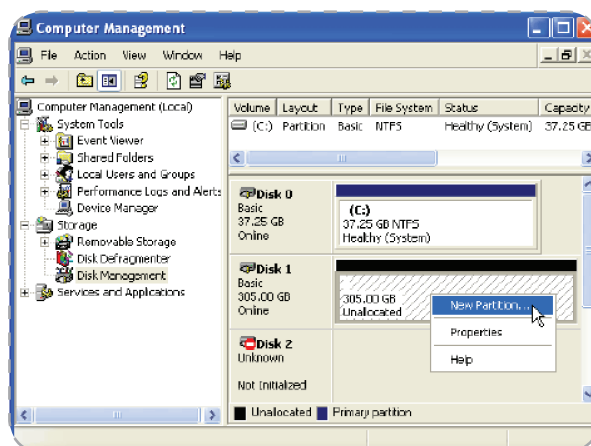 Computer Management
File Action View Window Help
Computer Management (Local)
System Tools
Event Viewer
Shared Folders
Local Users and Groups
Performance Logs and Alerts
Device Manager
Storage
Removable Storage
Disk Defragmenter
Disk Management
Services and Applications
Volume Layout Type File System Status Capacity
(C:) Partition Basic NTFS Healthy (System) 37.25 GB
Disk 0
Basic
37.25 GB
Online
(C:)
37.25 GB NTFS
Healthy (System)
Disk 1
Basic
305.00 GB
Online
305.00 GB
Unallocated
New Partition...
Properties
Help
Disk 2
Unknown
Not Initialized
Unallocated Primary partition